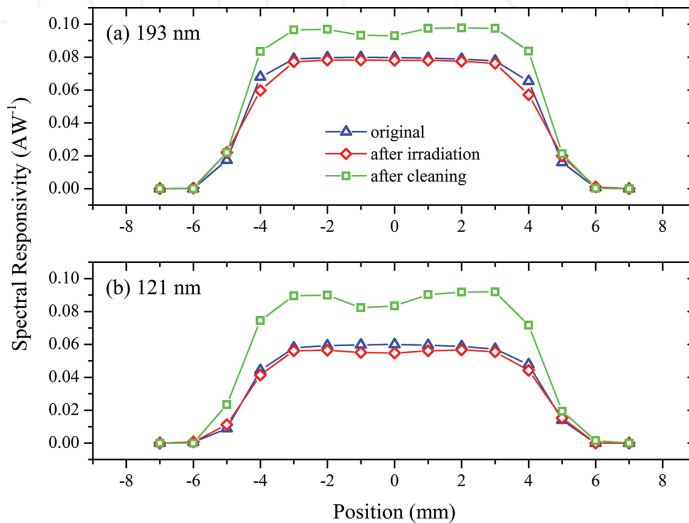 (a) 193 nm
0.10
0.08
0.06
0.04
0.02
0.00
original
after irradiation
after cleaning
-8 -6 -4 -2 0 2 4 6 8
Spectral Responsivity (AW⁻¹)
(b) 121 nm
0.10
0.08
0.06
0.04
0.02
0.00
-8 -6 -4 -2 0 2 4 6 8
Position (mm)